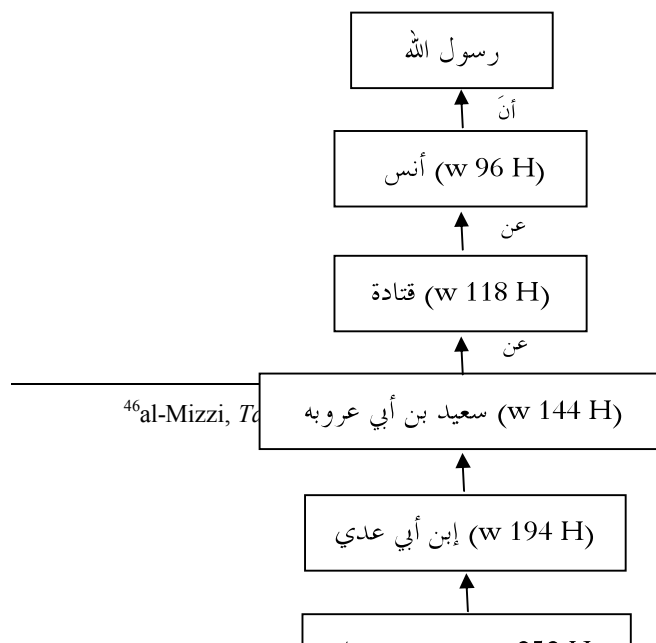 رسول الله
أنَ
أنس (w 96 H)
عن
قتادة (w 118 H)
عن
سعيد بن أبي عروبه (w 144 H)
⁴⁶al-Mizzi,
إبن أبي عدي (w 194 H)